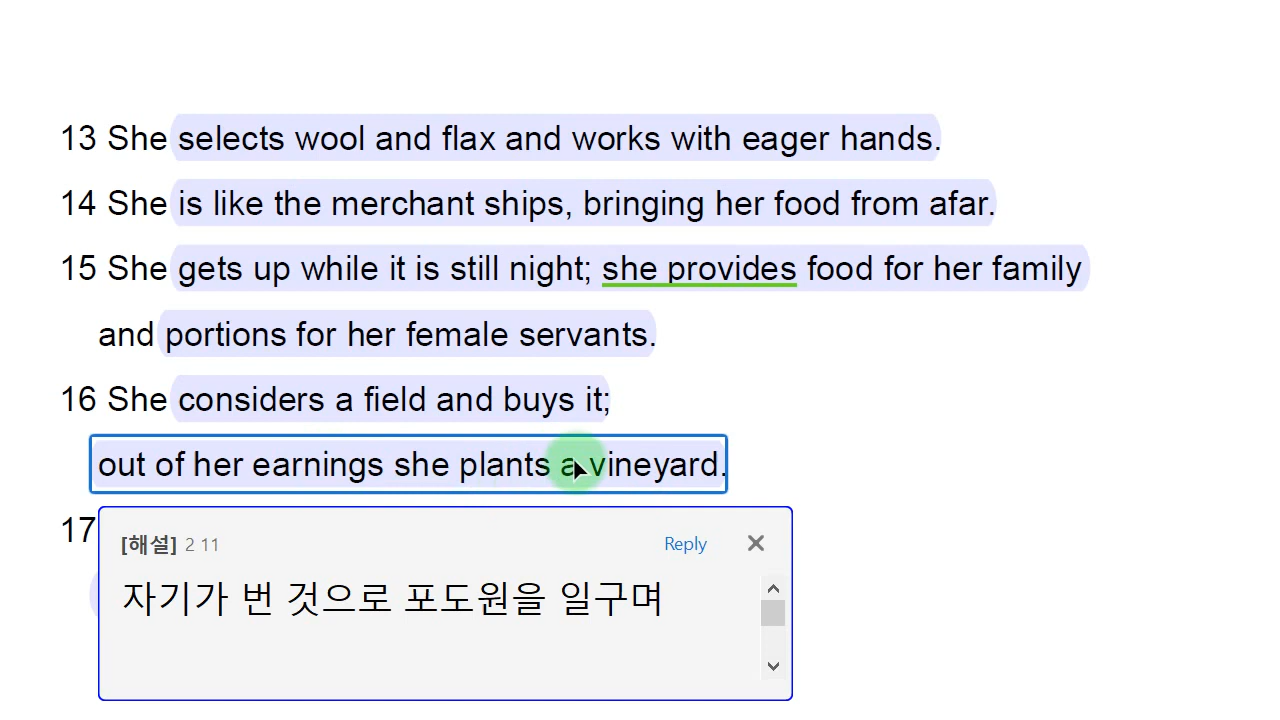 13 She selects wool and flax and works with eager hands.
14 She is like the merchant ships, bringing her food from afar.
15 She gets up while it is still night; she provides food for her family
and portions for her female servants.
16 She considers a field and buys it;
out of her earnings she plants a vineyard.
17
[해설] 2 11 Reply
자기가 번 것으로 포도원을 일구며